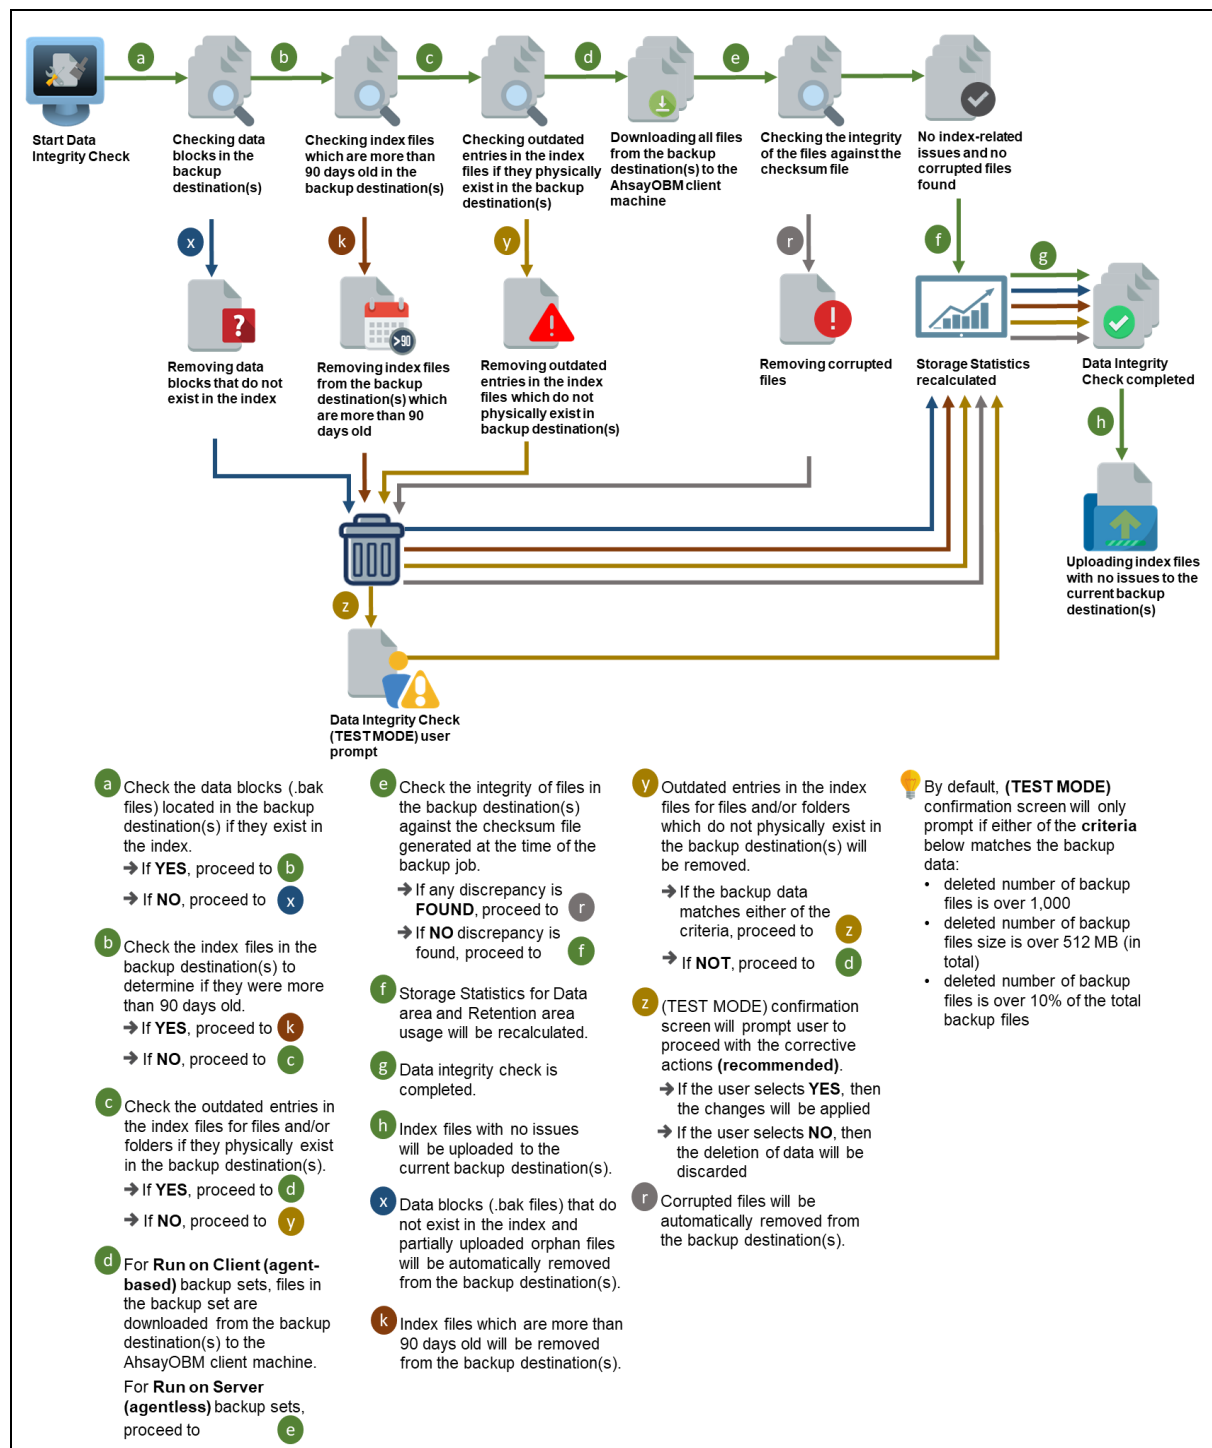 a
b
c
d
e
Start Data
Integrity Check
Checking data
blocks in the
backup
destination(s)
Checking index files
which are more than
90 days old in the
backup destination(s)
Checking outdated
entries in the index
files if they physically
exist in the backup
destination(s)
Downloading all files
from the backup
destination(s) to the
AhsayOBM client
machine
Checking the integrity
of the files against the
checksum file
No index-related
issues and no
corrupted files
found
x
k
y
r
f
g
?
>90
!
!
Removing data
blocks that do not
exist in the index
Removing index files
from the backup
destination(s) which
are more than 90
days old
Removing outdated
entries in the index
files which do not
physically exist in
backup destination(s)
Removing corrupted
files
Storage Statistics
recalculated
Data Integrity
Check completed
h
Uploading index files
with no issues to the
current backup
destination(s)
z
!
Data Integrity Check
(TEST MODE) user
prompt
a
Check the data blocks (.bak
files) located in the backup
destination(s) if they exist in
the index.
➔ If YES, proceed to b
➔ If NO, proceed to x
b
Check the index files in the
backup destination(s) to
determine if they were more
than 90 days old.
➔ If YES, proceed to k
➔ If NO, proceed to c
c
Check the outdated entries in
the index files for files and/or
folders if they physically exist
in the backup destination(s).
➔ If YES, proceed to d
➔ If NO, proceed to y
d
For Run on Client (agent-
based) backup sets, files in
the backup set are
downloaded from the backup
destination(s) to the
AhsayOBM client machine.
For Run on Server
(agentless) backup sets,
proceed to e
e
Check the integrity of files in
the backup destination(s)
against the checksum file
generated at the time of the
backup job.
➔ If any discrepancy is
FOUND, proceed to r
➔ If NO discrepancy is
found, proceed to f
f
Storage Statistics for Data
area and Retention area
usage will be recalculated.
g
Data integrity check is
completed.
h
Index files with no issues
will be uploaded to the
current backup destination(s).
x
Data blocks (.bak files) that do
not exist in the index and
partially uploaded orphan files
will be automatically removed
from the backup destination(s).
k
Index files which are more than
90 days old will be removed
from the backup destination(s).
y
Outdated entries in the index
files for files and/or folders
which do not physically exist in
the backup destination(s) will
be removed.
➔ If the backup data
matches either of the
criteria, proceed to z
➔ If NOT, proceed to d
z
(TEST MODE) confirmation
screen will prompt user to
proceed with the corrective
actions (recommended).
➔ If the user selects YES, then
the changes will be applied
➔ If the user selects NO, then
the deletion of data will be
discarded
r
Corrupted files will be
automatically removed from
the backup destination(s).
By default, (TEST MODE)
confirmation screen will only
prompt if either of the criteria
below matches the backup
data:
• deleted number of backup
files is over 1,000
• deleted number of backup
files size is over 512 MB (in
total)
• deleted number of backup
files is over 10% of the total
backup files